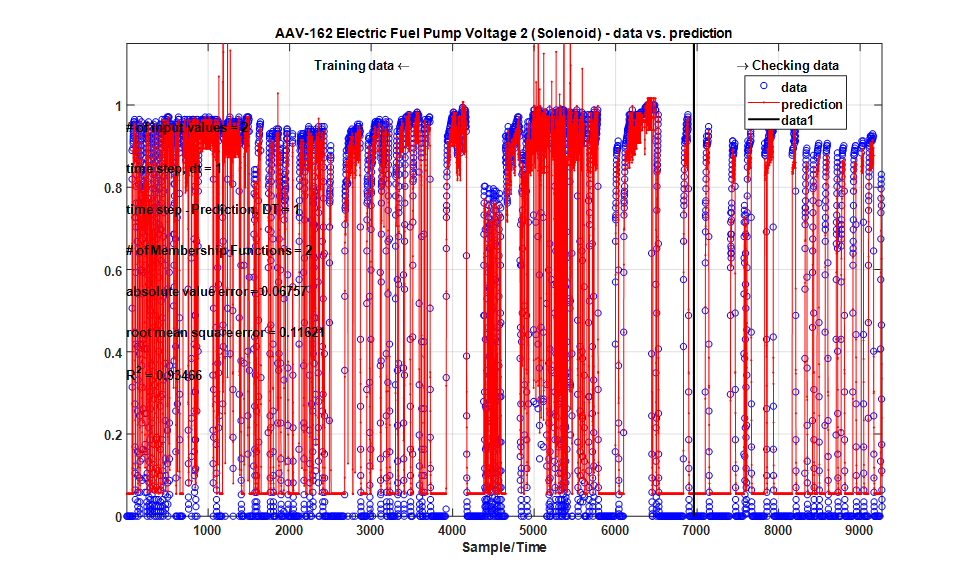 AAV-162 Electric Fuel Pump Voltage 2 (Solenoid) - data vs. prediction
Training data ←
→ Checking data
data
prediction
data1
# of Input values = 2
time step, dt = 1
time step - Prediction, DT = 1
# of Membership Functions = 2
absolute value error = 0.06757
root mean square error = 0.11621
R² = 0.93466
1
0.8
0.6
0.4
0.2
0
1000 2000 3000 4000 5000 6000 7000 8000 9000
Sample/Time